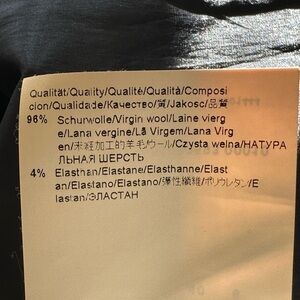 Qualität/Quality/Qualité/Qualità/Composi
cion/Qualidade/Качество/質/Jakosc/品質
96% Schurwolle/Virgin wool/Laine vierg
e/Lana vergine/Lã Virgem/Lana Virg
en/未経加工的羊毛ウール/Czysta welna/НАТУРА
ЛЬНАЯ ШЕРСТЬ
4% Elasthan/Elastane/Elasthanne/Elast
an/Elastano/Elastano/彈性纖維/ポリウレタン/E
lastan/ЭЛАСТАН